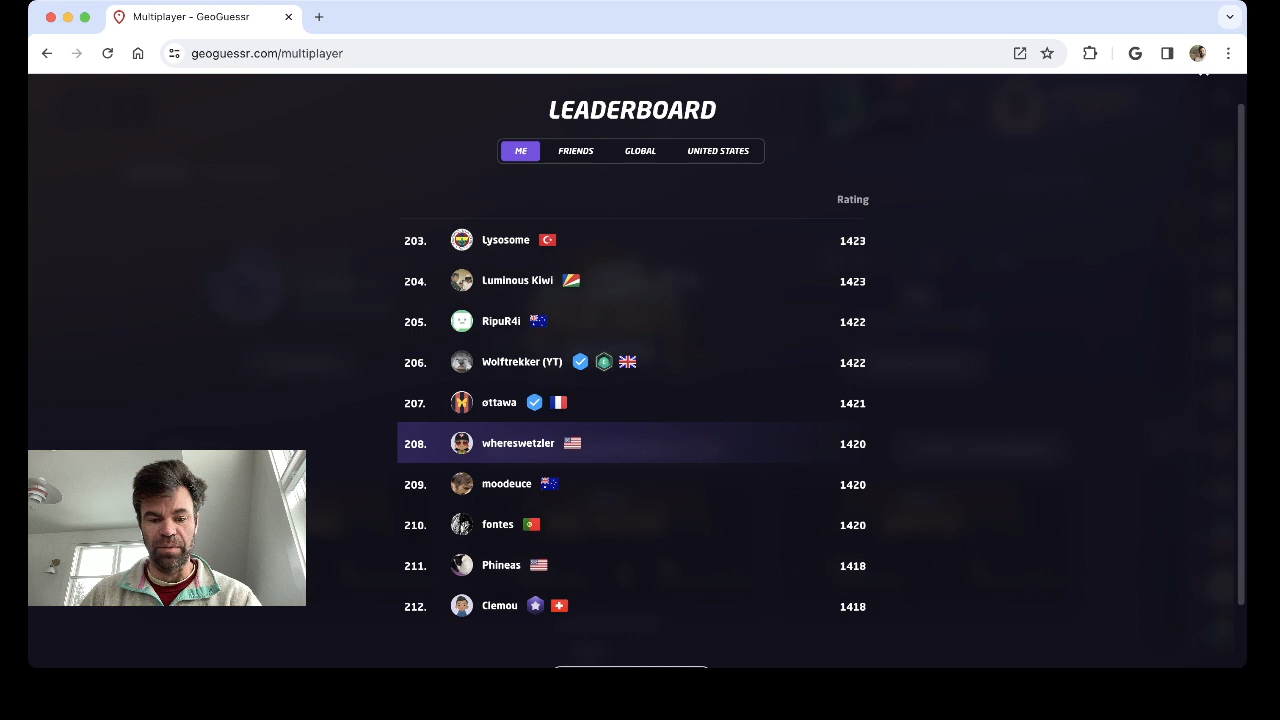 Multiplayer - GeoGuessr
geoguessr.com/multiplayer
LEADERBOARD
ME FRIENDS GLOBAL UNITED STATES
Rating
203. Lysosome 1423
204. Luminous Kiwi 1423
205. RipuR4i 1422
206. Wolftrekker (YT) 1422
207. øttawa 1421
208. whereswetzler 1420
209. moodeuce 1420
210. fontes 1420
211. Phineas 1418
212. Clemou 1418